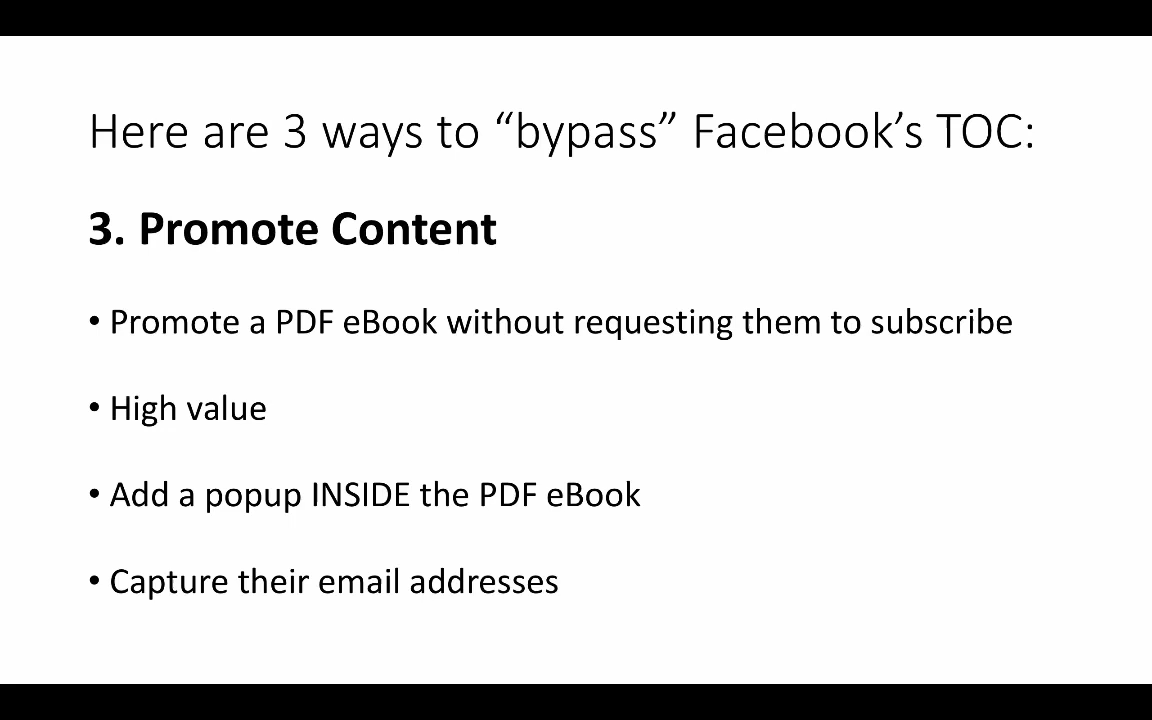 Here are 3 ways to “bypass” Facebook’s TOC:
3. Promote Content
• Promote a PDF eBook without requesting them to subscribe
• High value
• Add a popup INSIDE the PDF eBook
• Capture their email addresses